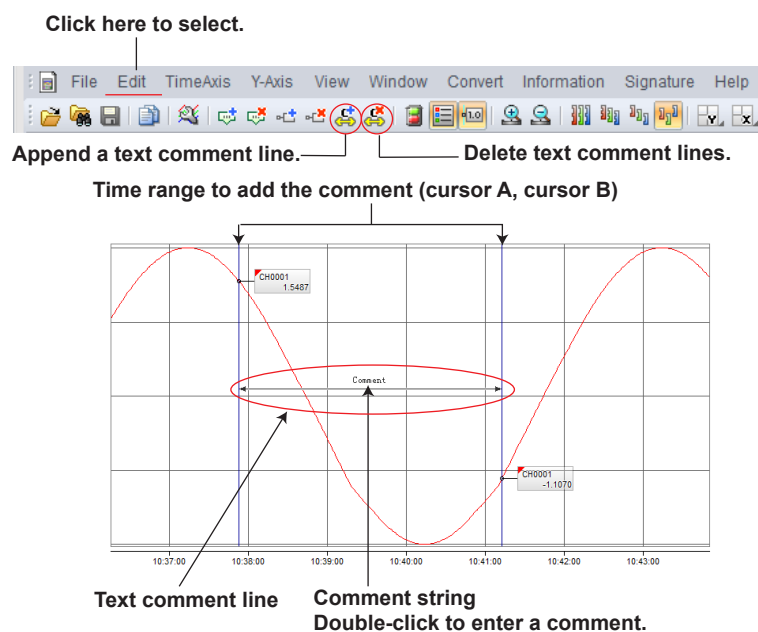 Click here to select.
File Edit TimeAxis Y-Axis View Window Convert Information Signature Help
C C 1.0 Y X
Append a text comment line.
Delete text comment lines.
Time range to add the comment (cursor A, cursor B)
CH0001
1.5487
Comment
CH0001
-1.1070
10:37:00 10:38:00 10:39:00 10:40:00 10:41:00 10:42:00 10:43:00
Text comment line
Comment string
Double-click to enter a comment.